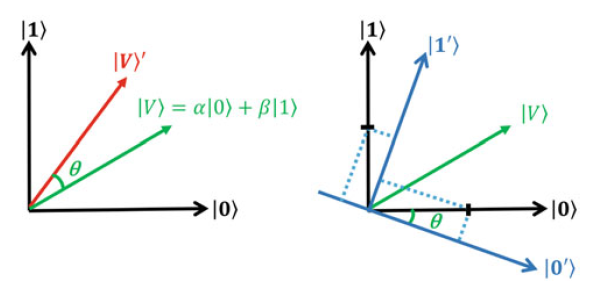 |1⟩
|V⟩′
|V⟩ = α|0⟩ + β|1⟩
θ
|0⟩
|1⟩
|1′⟩
|V⟩
|0⟩
θ
|0′⟩